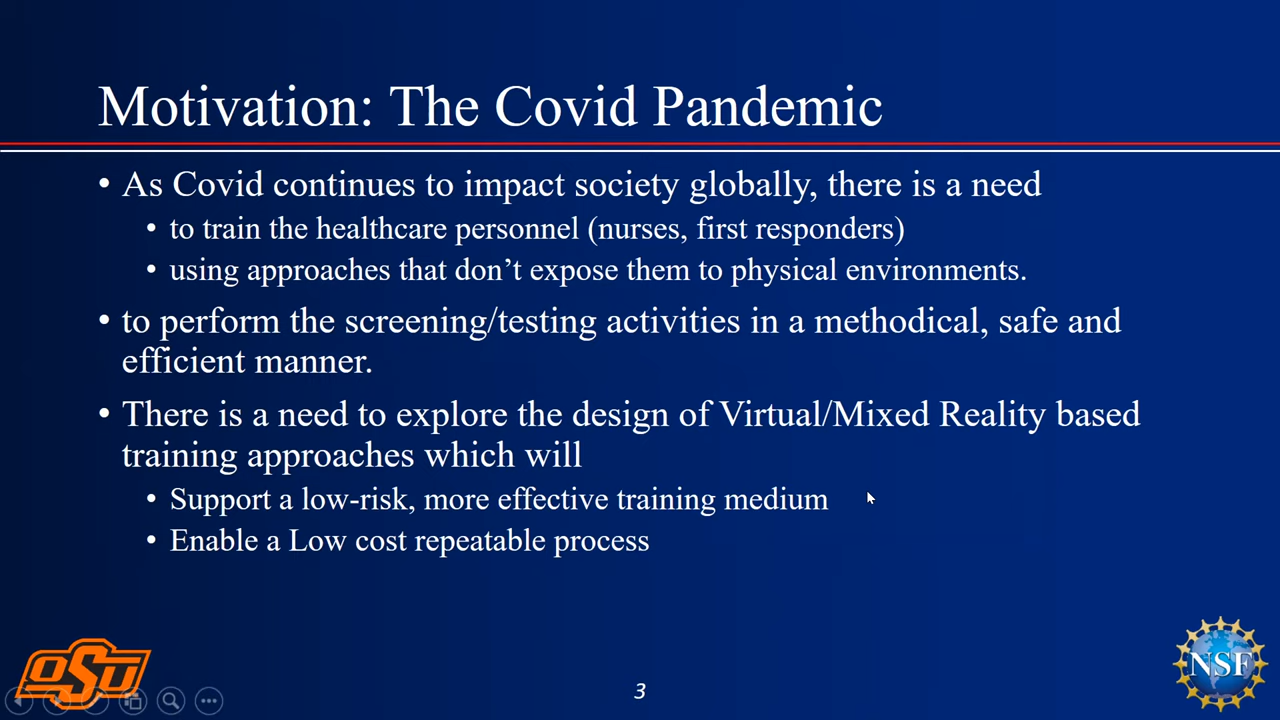 Motivation: The Covid Pandemic
• As Covid continues to impact society globally, there is a need
• to train the healthcare personnel (nurses, first responders)
• using approaches that don’t expose them to physical environments.
• to perform the screening/testing activities in a methodical, safe and
efficient manner.
• There is a need to explore the design of Virtual/Mixed Reality based
training approaches which will
• Support a low-risk, more effective training medium
• Enable a Low cost repeatable process
OSU
3
NSF